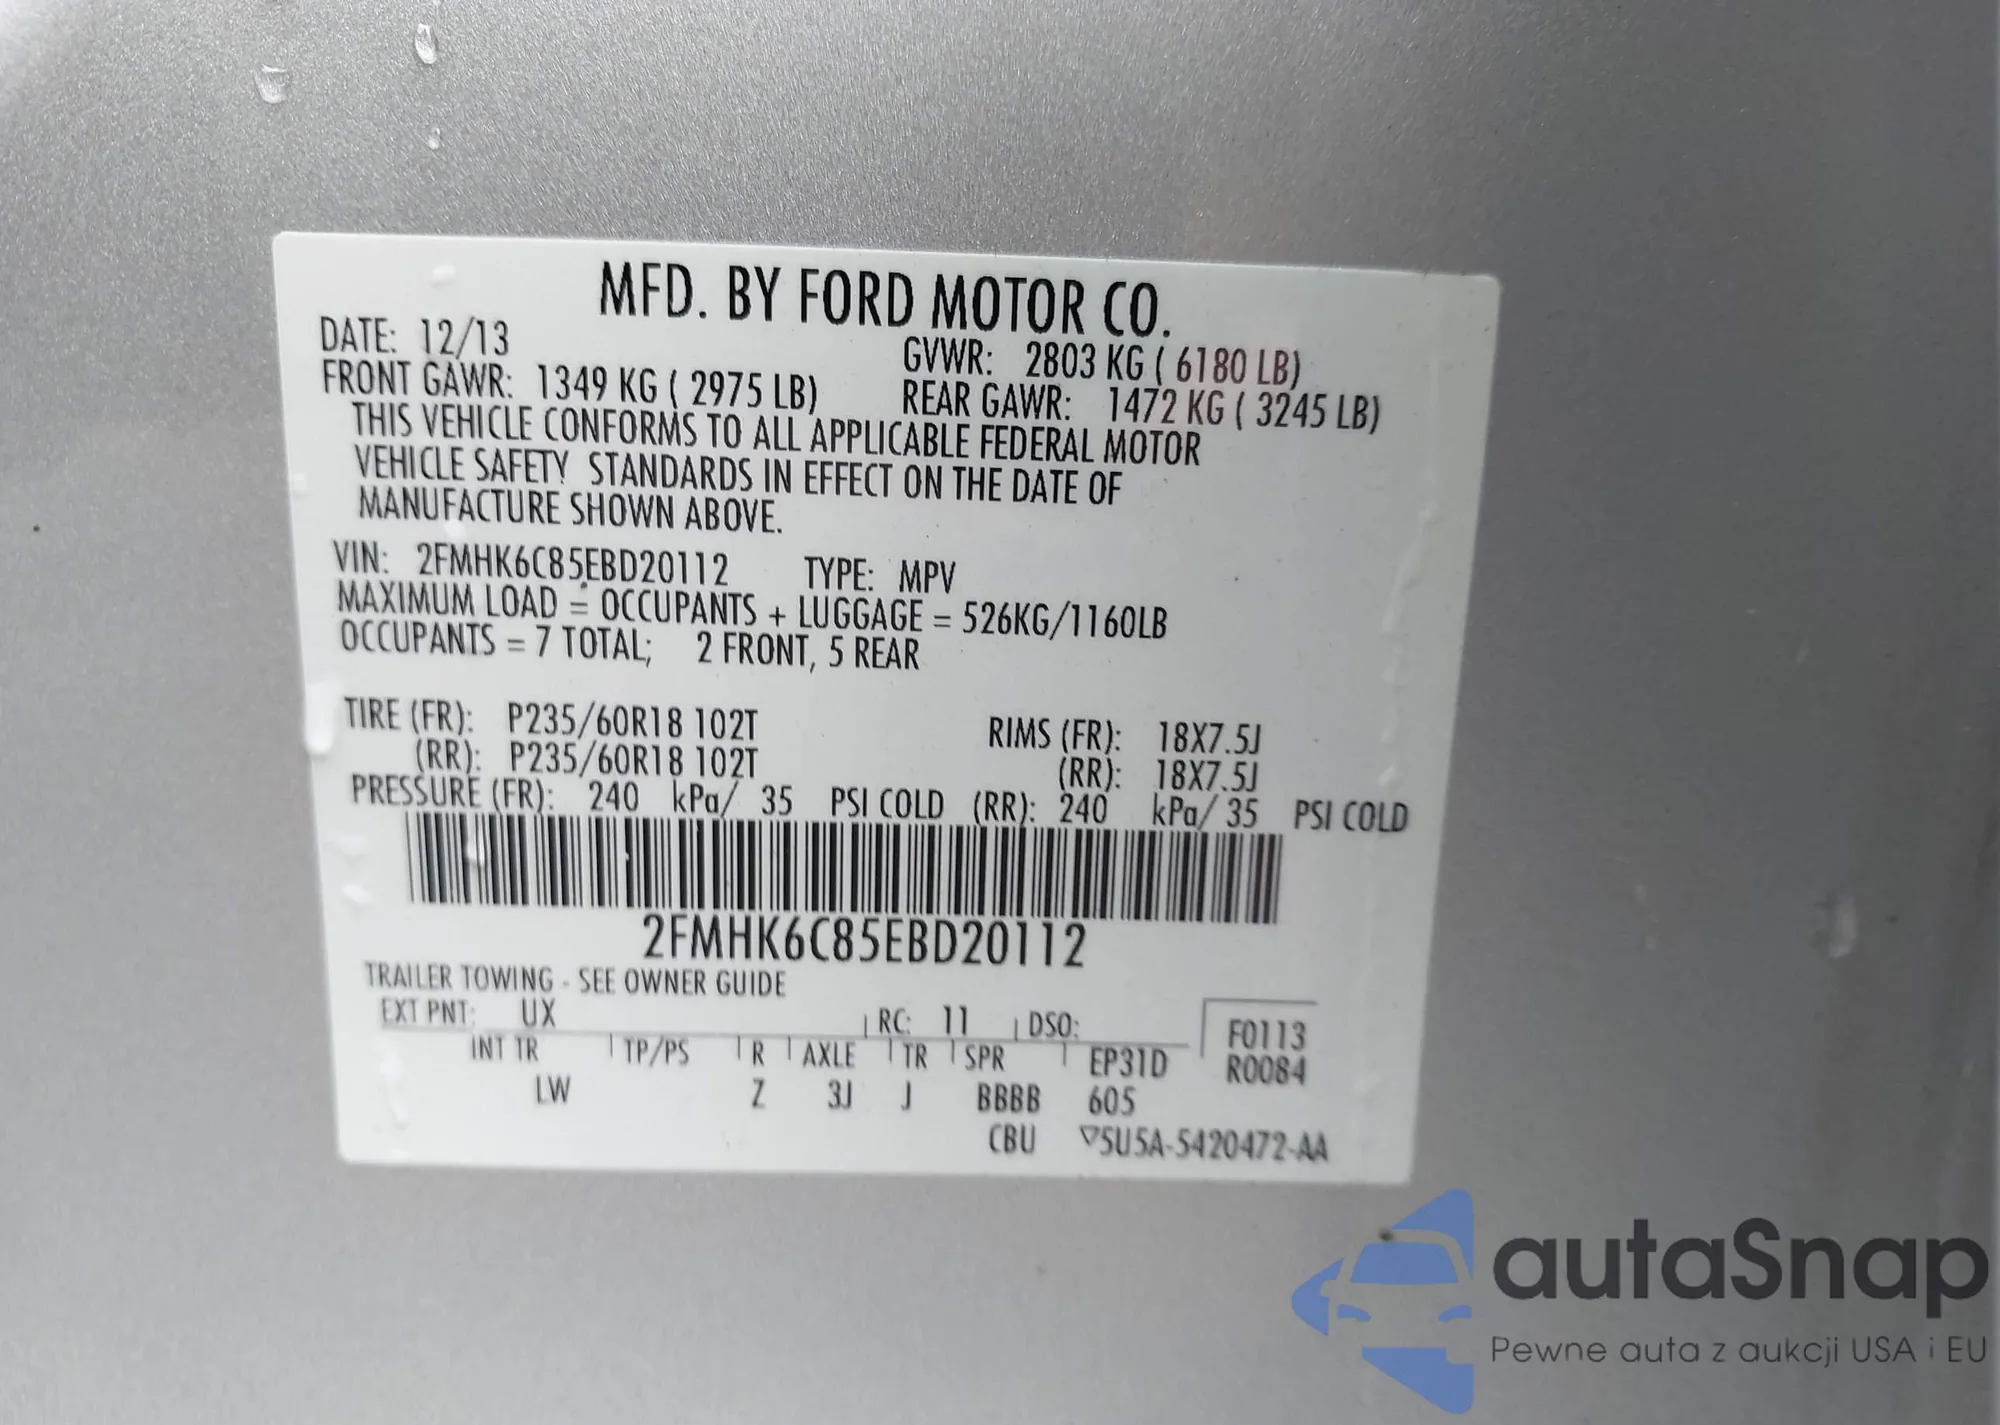 MFD. BY FORD MOTOR CO.
DATE: 12/13 GVWR: 2803 KG ( 6180 LB)
FRONT GAWR: 1349 KG ( 2975 LB) REAR GAWR: 1472 KG ( 3245 LB)
THIS VEHICLE CONFORMS TO ALL APPLICABLE FEDERAL MOTOR
VEHICLE SAFETY STANDARDS IN EFFECT ON THE DATE OF
MANUFACTURE SHOWN ABOVE.
VIN: 2FMHK6C85EBD20112 TYPE: MPV
MAXIMUM LOAD = OCCUPANTS + LUGGAGE = 526KG/1160LB
OCCUPANTS = 7 TOTAL; 2 FRONT, 5 REAR
TIRE (FR): P235/60R18 102T RIMS (FR): 18X7.5J
(RR): P235/60R18 102T (RR): 18X7.5J
PRESSURE (FR): 240 kPa/ 35 PSI COLD (RR): 240 kPa/ 35 PSI COLD
2FMHK6C85EBD20112
TRAILER TOWING - SEE OWNER GUIDE
EXT PNT: UX RC: 11 DSO: F0113
INT TR TP/PS R AXLE TR SPR EP31D R0084
LW Z 3J J BBBB 605
CBU ▽5U5A-5420472-AA
autaSnap
Pewne auta z aukcji USA i EU